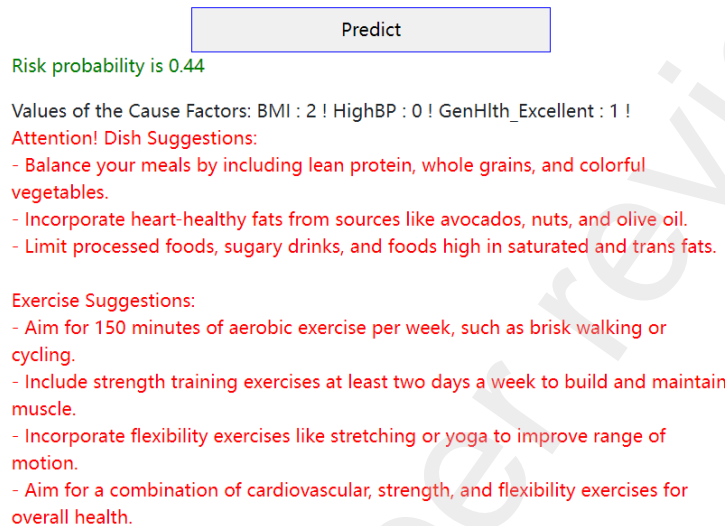 Predict
Risk probability is 0.44
Values of the Cause Factors: BMI : 2 ! HighBP : 0 ! GenHlth_Excellent : 1 !
Attention! Dish Suggestions:
- Balance your meals by including lean protein, whole grains, and colorful
vegetables.
- Incorporate heart-healthy fats from sources like avocados, nuts, and olive oil.
- Limit processed foods, sugary drinks, and foods high in saturated and trans fats.
Exercise Suggestions:
- Aim for 150 minutes of aerobic exercise per week, such as brisk walking or
cycling.
- Include strength training exercises at least two days a week to build and maintain
muscle.
- Incorporate flexibility exercises like stretching or yoga to improve range of
motion.
- Aim for a combination of cardiovascular, strength, and flexibility exercises for
overall health.